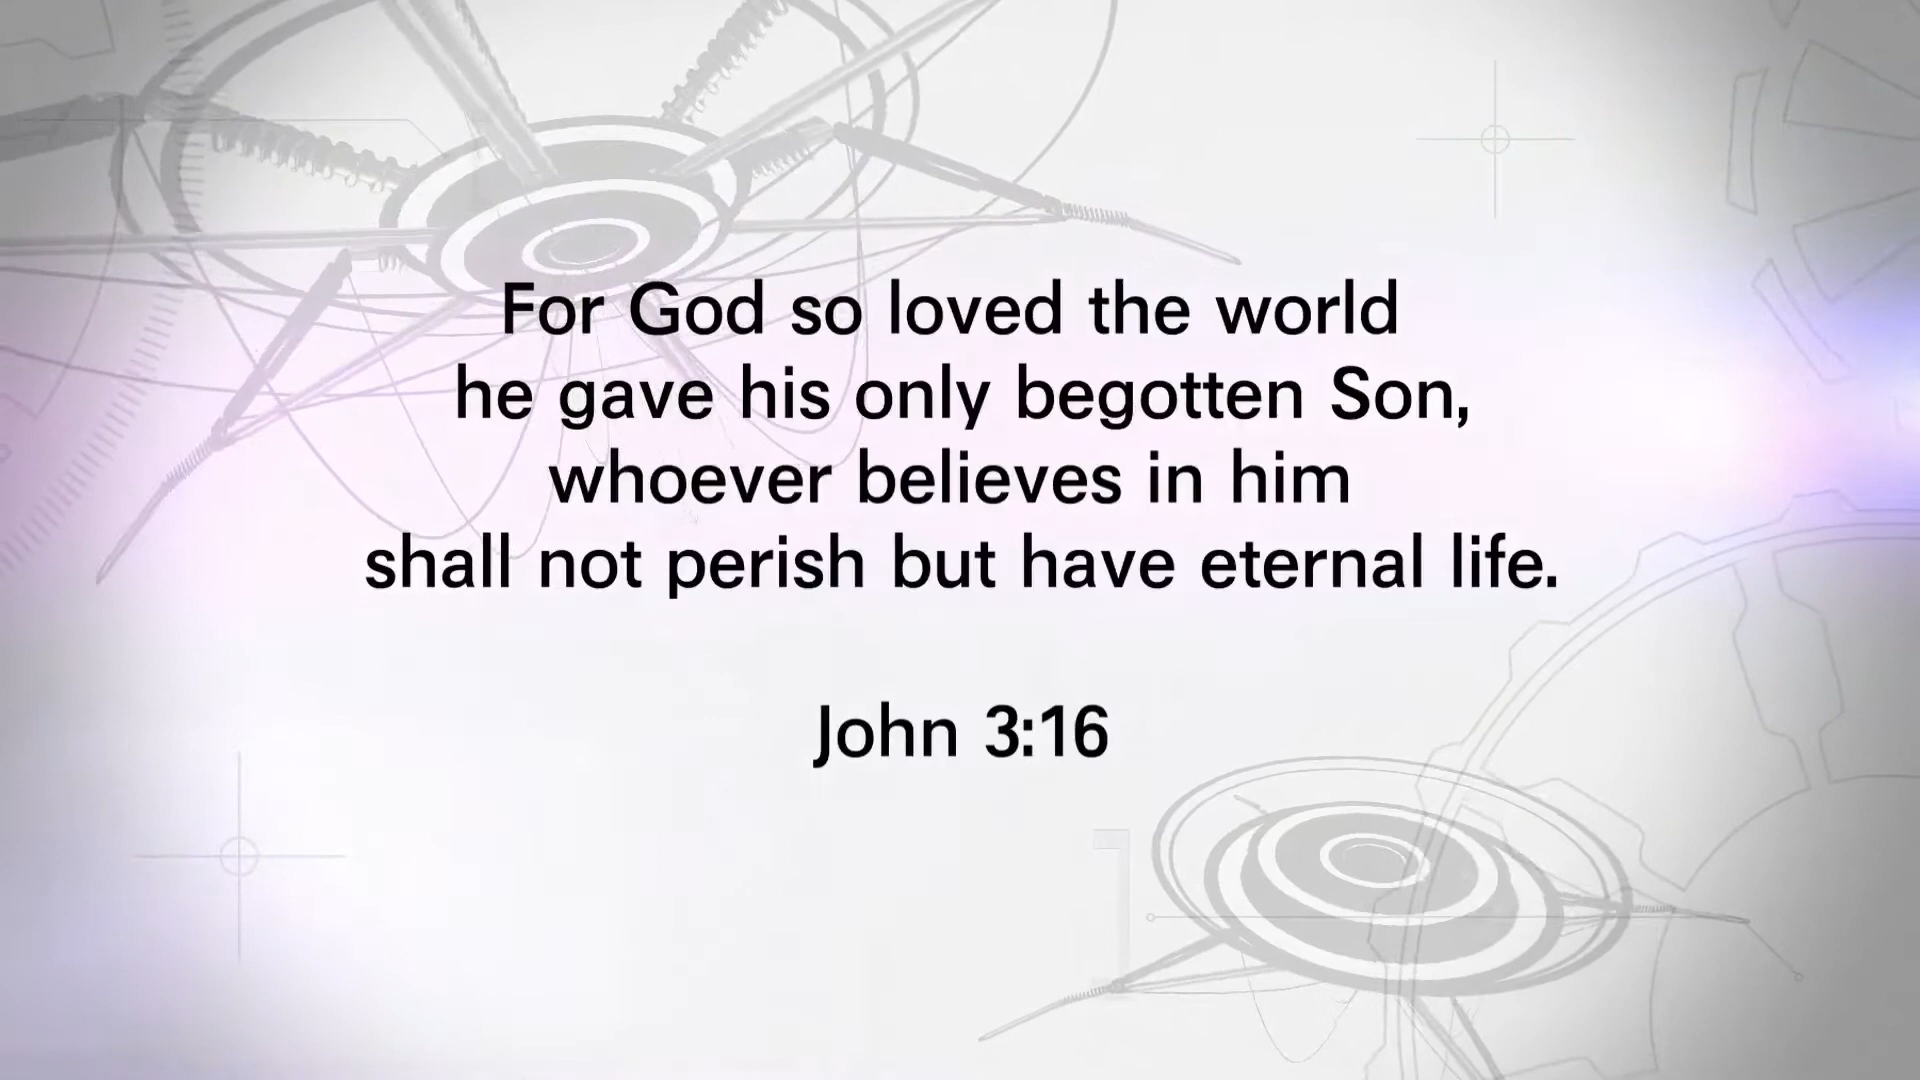 For God so loved the world
he gave his only begotten Son,
whoever believes in him
shall not perish but have eternal life.
John 3:16